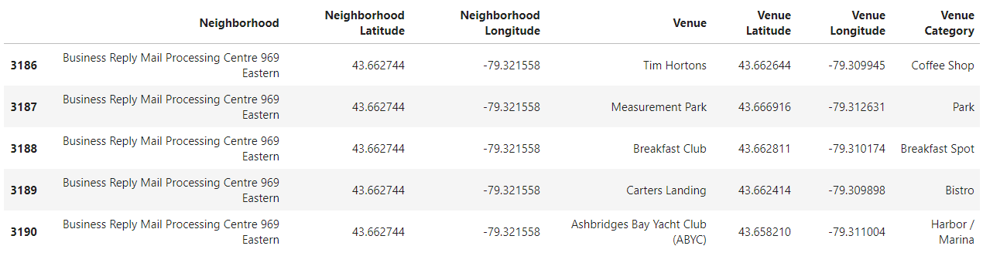 Neighborhood Neighborhood Latitude Neighborhood Longitude Venue Venue Latitude Venue Longitude Venue Category
3186 Business Reply Mail Processing Centre 969 Eastern 43.662744 -79.321558 Tim Hortons 43.662644 -79.309945 Coffee Shop
3187 Business Reply Mail Processing Centre 969 Eastern 43.662744 -79.321558 Measurement Park 43.666916 -79.312631 Park
3188 Business Reply Mail Processing Centre 969 Eastern 43.662744 -79.321558 Breakfast Club 43.662811 -79.310174 Breakfast Spot
3189 Business Reply Mail Processing Centre 969 Eastern 43.662744 -79.321558 Carters Landing 43.662414 -79.309898 Bistro
3190 Business Reply Mail Processing Centre 969 Eastern 43.662744 -79.321558 Ashbridges Bay Yacht Club (ABYC) 43.658210 -79.311004 Harbor / Marina